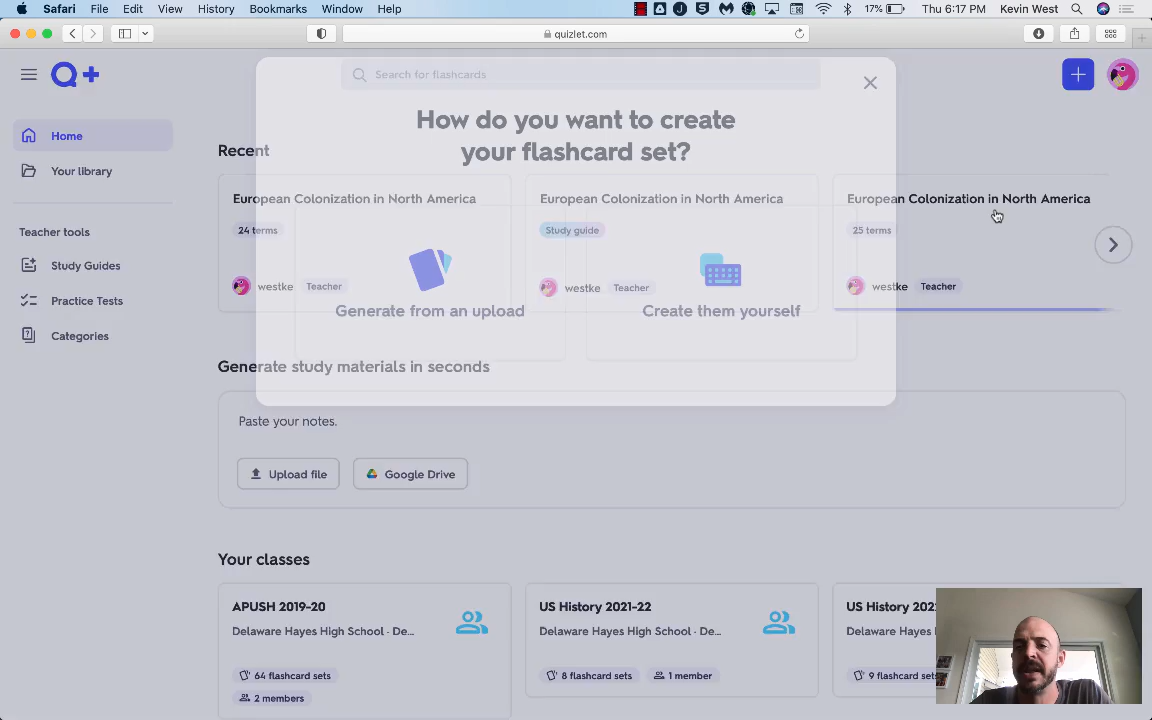 Safari File Edit View History Bookmarks Window Help 17% Thu 6:17 PM Kevin West
quizlet.com
Q+
Search for flashcards
How do you want to create
your flashcard set?
Home
Your library
Teacher tools
Study Guides
Practice Tests
Categories
Recent
European Colonization in North America
24 terms
westke Teacher
European Colonization in North America
Study guide
westke Teacher
European Colonization in North America
25 terms
westke Teacher
Generate from an upload
Create them yourself
Generate study materials in seconds
Paste your notes.
Upload file
Google Drive
Your classes
APUSH 2019-20
Delaware Hayes High School · De...
64 flashcard sets
2 members
US History 2021-22
Delaware Hayes High School · De...
8 flashcard sets
1 member
US History
Delaware Hayes High
9 flashcard